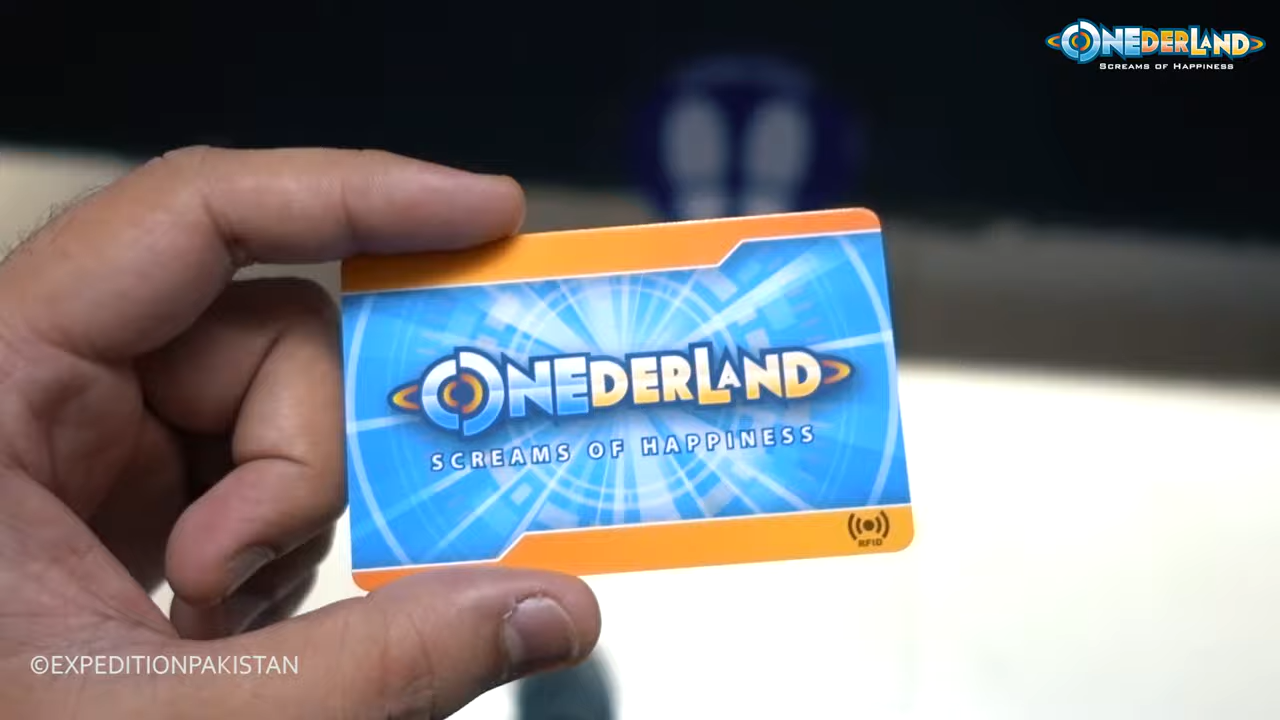 ONEDERLAND
SCREAMS OF HAPPINESS
ONEDERLAND
SCREAMS OF HAPPINESS
RFID
©EXPEDITIONPAKISTAN